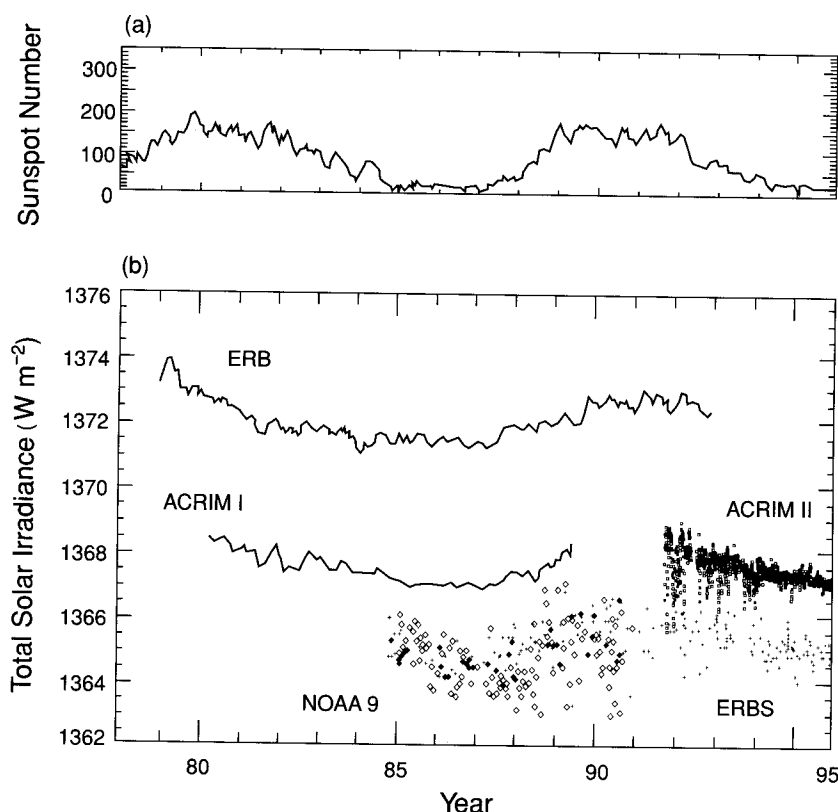 (a)
Sunspot Number
300
200
100
0
(b)
Total Solar Irradiance (W m⁻²)
1376
1374
1372
1370
1368
1366
1364
1362
ERB
ACRIM I
ACRIM II
NOAA 9
ERBS
80
85
90
95
Year